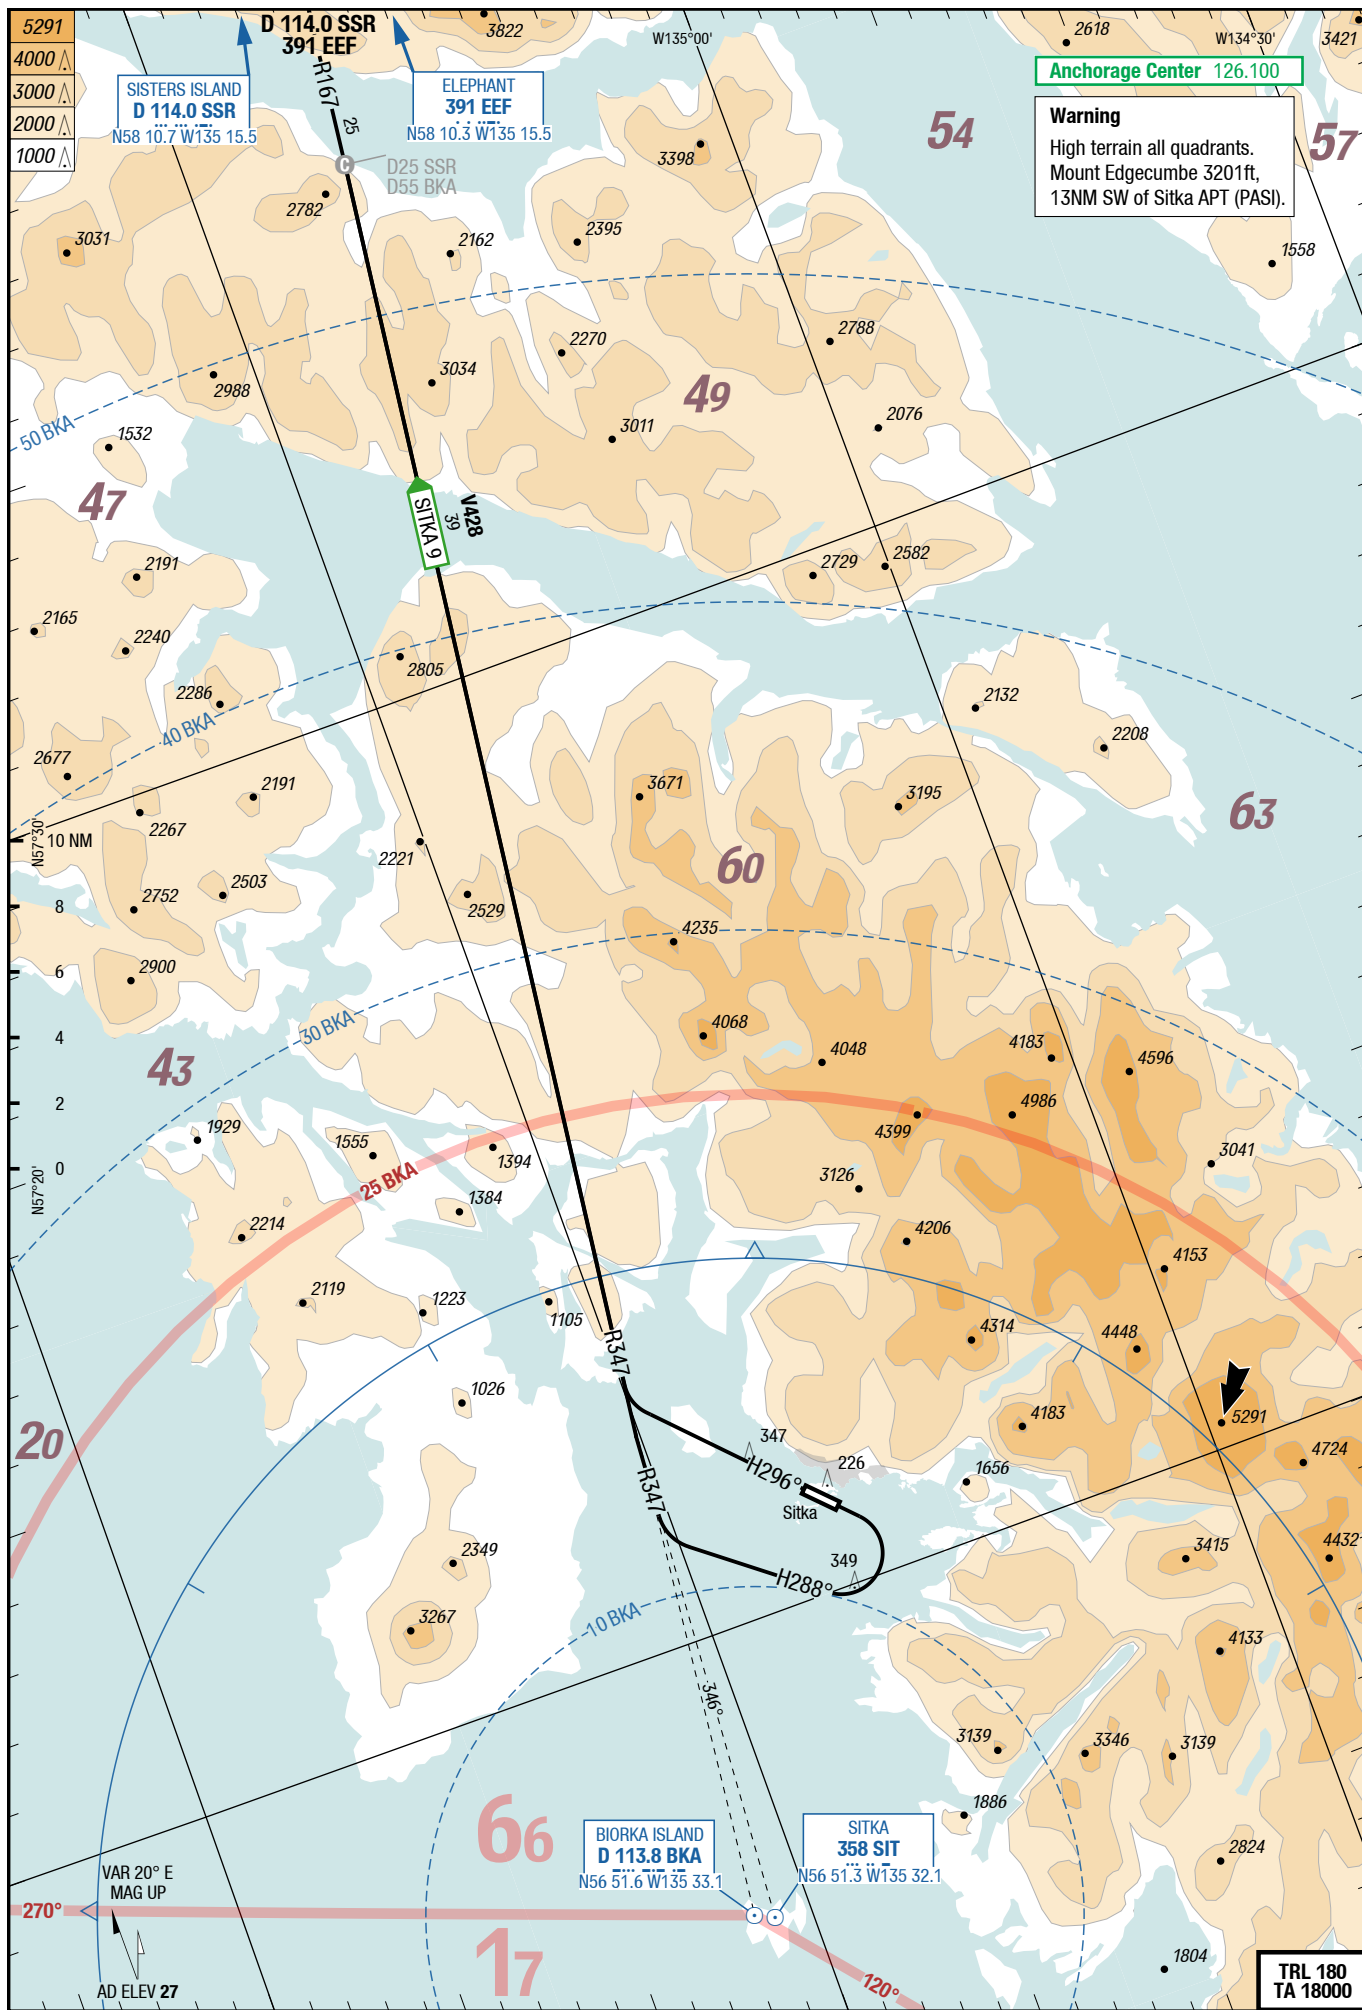 5291
4000
3000
2000
1000
D 114.0 SSR
391 EEF
SISTERS ISLAND
D 114.0 SSR
N58 10.7 W135 15.5
ELEPHANT
391 EEF
N58 10.3 W135 15.5
3822
W135°00'
2618
W134°30'
3421
Anchorage Center 126.100
Warning
High terrain all quadrants.
Mount Edgecumbe 3201ft,
13NM SW of Sitka APT (PASI).
R167
25
C
D25 SSR
D55 BKA
54
57
3398
2782
3031
2162
2395
1558
2270
2788
2988
3034
49
50 BKA
1532
3011
2076
47
SITKA 9
V428
39
2191
2729
2582
2165
2240
2805
2286
40 BKA
2132
2208
2677
2191
3671
3195
63
N57°30'
10 NM
2267
2221
60
8
2752
2503
2529
4235
6
2900
30 BKA
4
43
4068
4048
4183
4596
2
4986
4399
1929
1555
1394
3041
0
N57°20'
25 BKA
3126
1384
2214
4206
4153
2119
1223
1105
4314
4448
R347
1026
4183
5291
20
347
226
4724
H296°
1656
R347
Sitka
2349
349
3415
4432
H288°
3267
10 BKA
4133
346°
3139
3346
3139
66
1886
BIORKA ISLAND
D 113.8 BKA
N56 51.6 W135 33.1
SITKA
358 SIT
N56 51.3 W135 32.1
2824
VAR 20° E
MAG UP
270°
17
1804
AD ELEV 27
120°
TRL 180
TA 18000